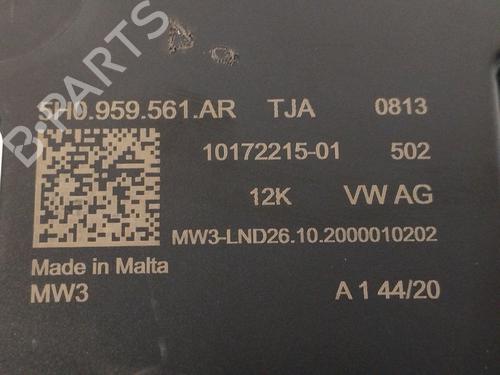 B-PARTS
5H0.959.561.AR TJA 0813
10172215-01 502
12K VW AG
MW3-LND26.10.2000010202
Made in Malta
MW3 A 1 44/20